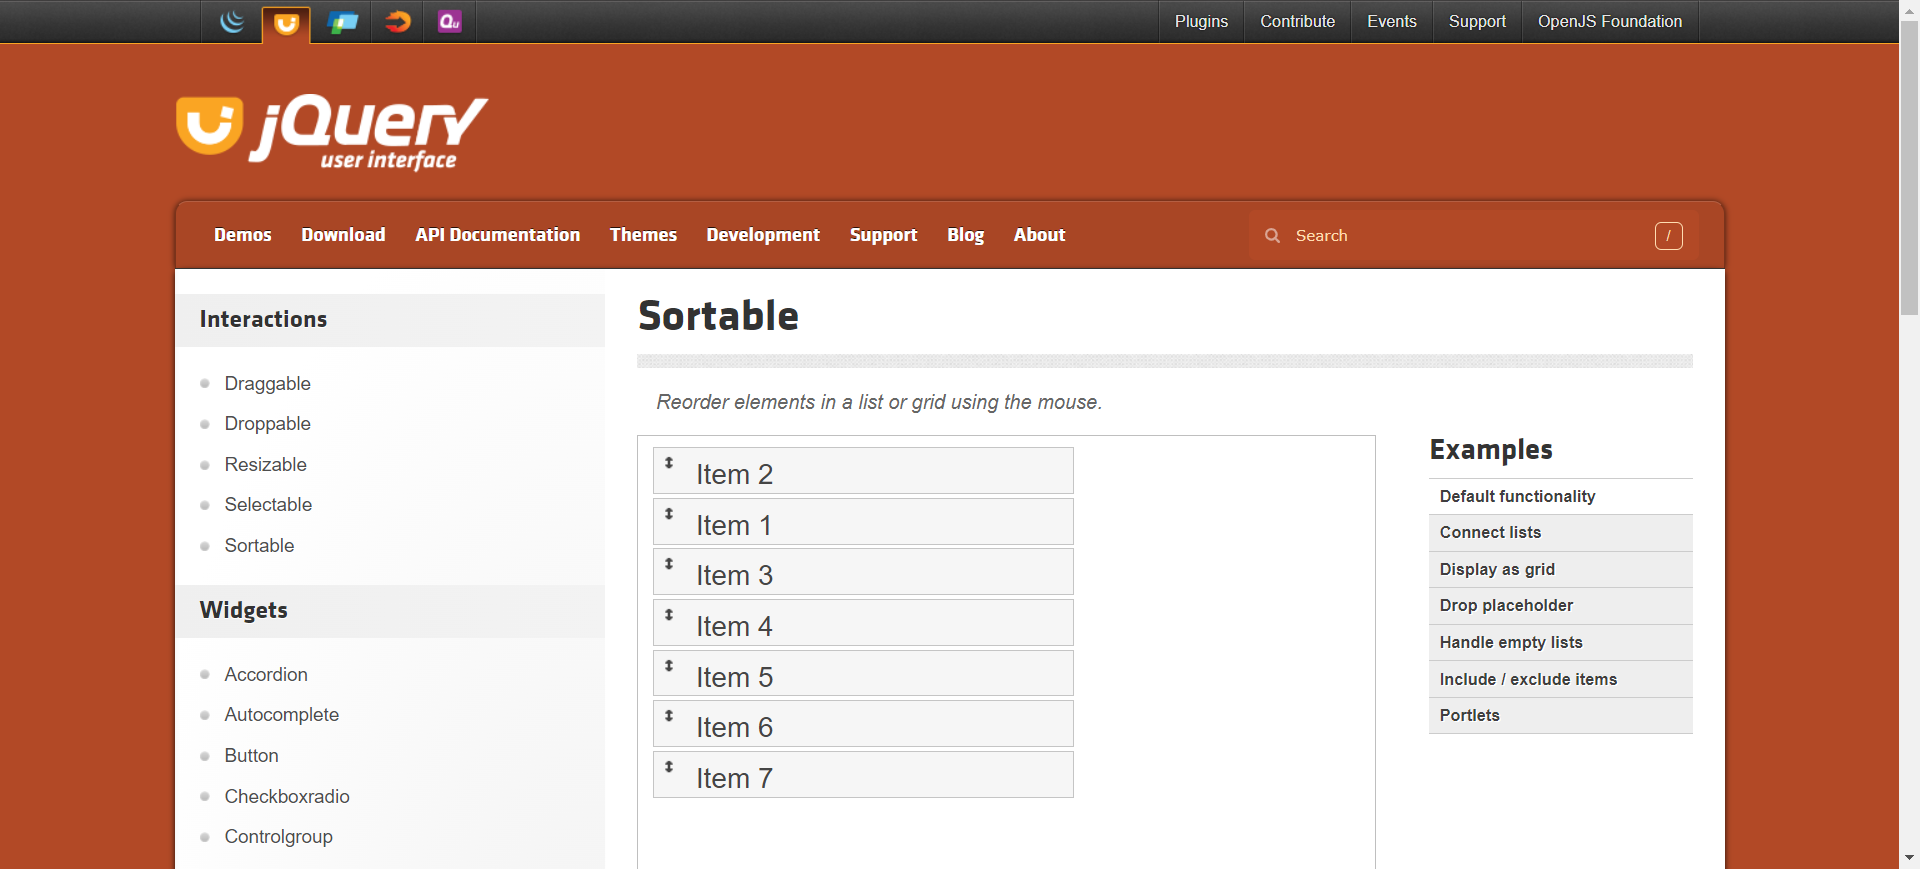 Qu
Plugins
Contribute
Events
Support
OpenJS Foundation
jQuery
user interface
Demos
Download
API Documentation
Themes
Development
Support
Blog
About
Search
/
Interactions
Draggable
Droppable
Resizable
Selectable
Sortable
Widgets
Accordion
Autocomplete
Button
Checkboxradio
Controlgroup
Sortable
Reorder elements in a list or grid using the mouse.
Item 2
Item 1
Item 3
Item 4
Item 5
Item 6
Item 7
Examples
Default functionality
Connect lists
Display as grid
Drop placeholder
Handle empty lists
Include / exclude items
Portlets